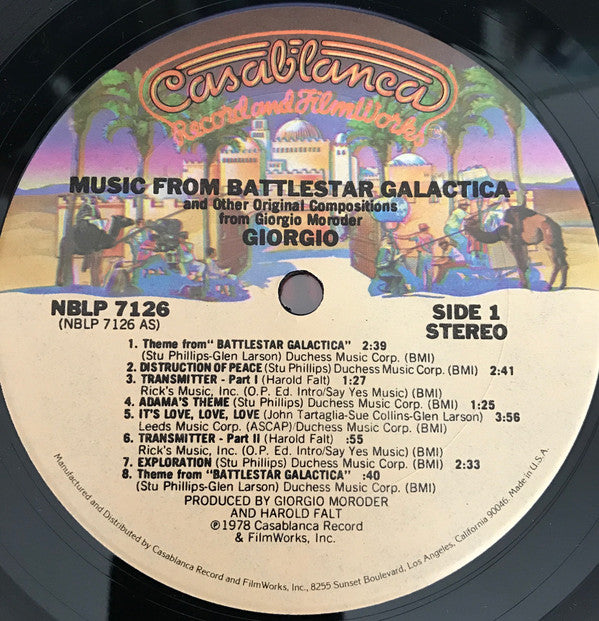 Casablanca
Record and FilmWorks
MUSIC FROM BATTLESTAR GALACTICA
and Other Original Compositions
from Giorgio Moroder
GIORGIO
NBLP 7126
(NBLP 7126 AS)
SIDE 1
STEREO
1. Theme from "BATTLESTAR GALACTICA" 2:39
(Stu Phillips-Glen Larson) Duchess Music Corp. (BMI)
2. DISTRUCTION OF PEACE (Stu Phillips) Duchess Music Corp. (BMI) 2:41
3. TRANSMITTER - Part I (Harold Falt) 1:27
Rick's Music, Inc. (O.P. Ed. Intro/Say Yes Music) (BMI)
4. ADAMA'S THEME (Stu Phillips) Duchess Music Corp. (BMI) 1:25
5. IT'S LOVE, LOVE, LOVE (John Tartaglia-Sue Collins-Glen Larson) 3:56
Leeds Music Corp. (ASCAP)/Duchess Music Corp. (BMI)
6. TRANSMITTER - Part II (Harold Falt) :55
Rick's Music, Inc. (O.P. Ed. Intro/Say Yes Music) (BMI)
7. EXPLORATION (Stu Phillips) Duchess Music Corp. (BMI) 2:33
8. Theme from "BATTLESTAR GALACTICA" :40
(Stu Phillips-Glen Larson) Duchess Music Corp. (BMI)
PRODUCED BY GIORGIO MORODER
AND HAROLD FALT
℗1978 Casablanca Record
& FilmWorks, Inc.
Manufactured and Distributed by Casablanca Record and FilmWorks, Inc., 8255 Sunset Boulevard, Los Angeles, California 90046. Made in U.S.A.